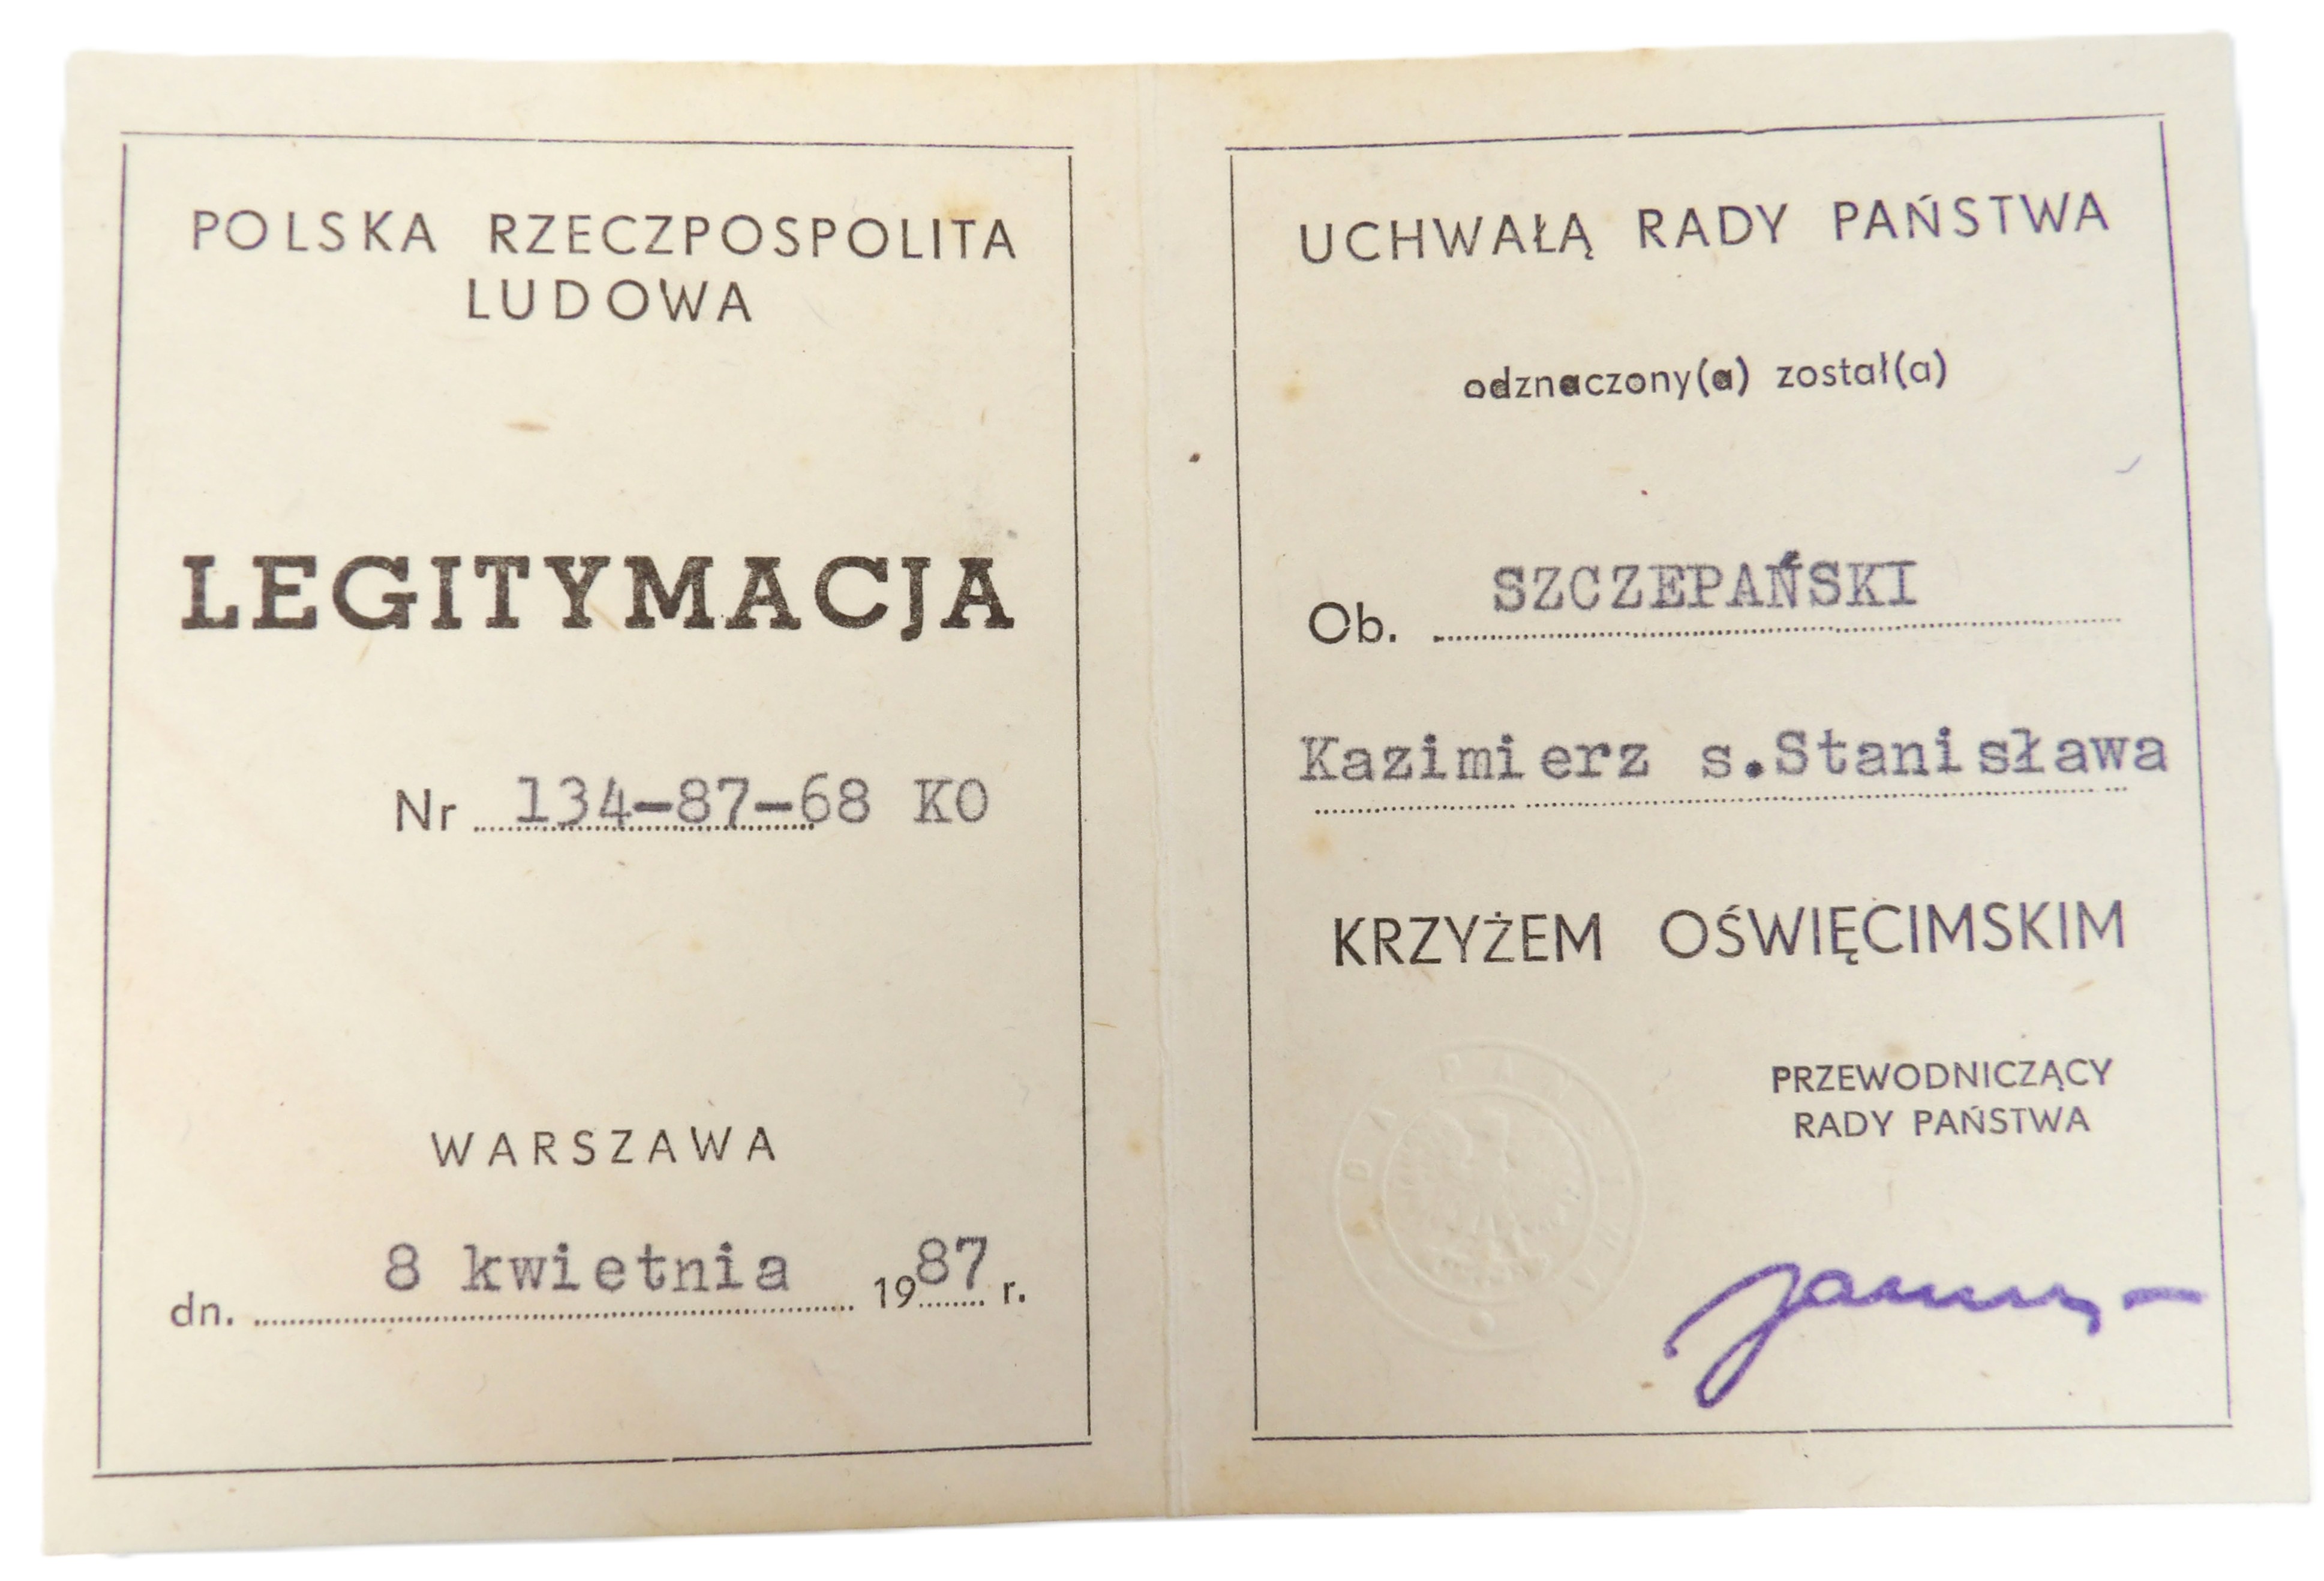 POLSKA RZECZPOSPOLITA
LUDOWA
LEGITYMACJA
Nr 134-87-68 KO
WARSZAWA
dn. 8 kwietnia 1987 r.
UCHWAŁĄ RADY PAŃSTWA
odznaczony(a) został(a)
Ob. SZCZEPAŃSKI
Kazimierz s.Stanisława
KRZYŻEM OŚWIĘCIMSKIM
PRZEWODNICZĄCY
RADY PAŃSTWA